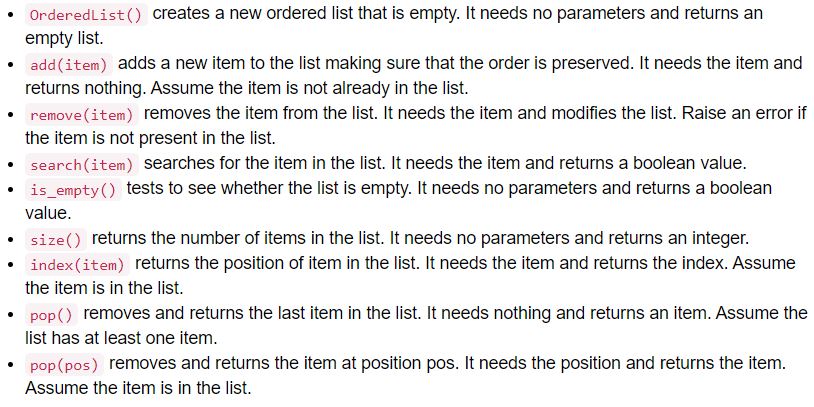 • OrderedList() creates a new ordered list that is empty. It needs no parameters and returns an
empty list.
• add(item) adds a new item to the list making sure that the order is preserved. It needs the item and
returns nothing. Assume the item is not already in the list.
• remove(item) removes the item from the list. It needs the item and modifies the list. Raise an error if
the item is not present in the list.
• search(item) searches for the item in the list. It needs the item and returns a boolean value.
• is_empty() tests to see whether the list is empty. It needs no parameters and returns a boolean
value.
• size() returns the number of items in the list. It needs no parameters and returns an integer.
• index(item) returns the position of item in the list. It needs the item and returns the index. Assume
the item is in the list.
• pop() removes and returns the last item in the list. It needs nothing and returns an item. Assume the
list has at least one item.
• pop(pos) removes and returns the item at position pos. It needs the position and returns the item.
Assume the item is in the list.